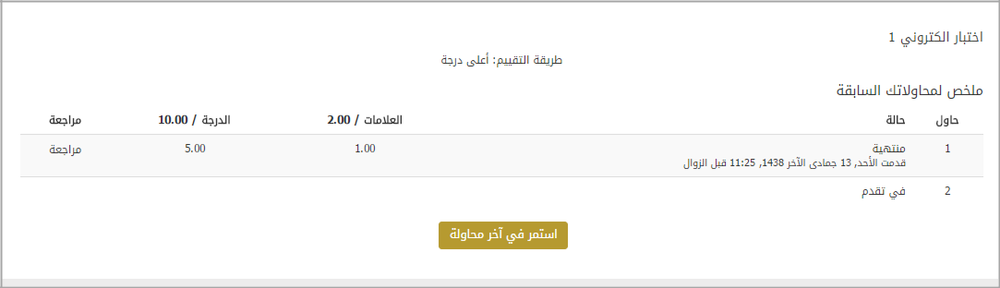 اختبار الكتروني 1
طريقة التقييم: أعلى درجة
ملخص لمحاولاتك السابقة
حاول حالة العلامات / 2.00 الدرجة / 10.00 مراجعة
1 منتهية 1.00 5.00 مراجعة
قدمت الأحد, 13 جمادى الآخر 1438, 11:25 قبل الزوال
2 في تقدم
استمر في آخر محاولة